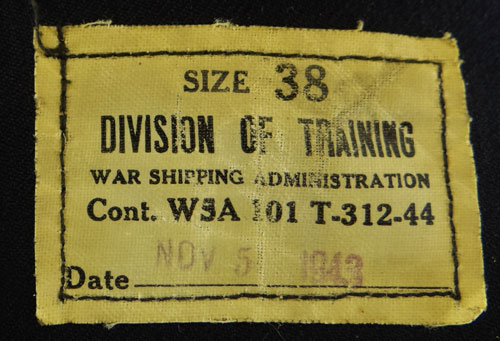 SIZE 38
DIVISION OF TRAINING
WAR SHIPPING ADMINISTRATION
Cont. WSA 101 T-312-44
NOV 5 1943
Date